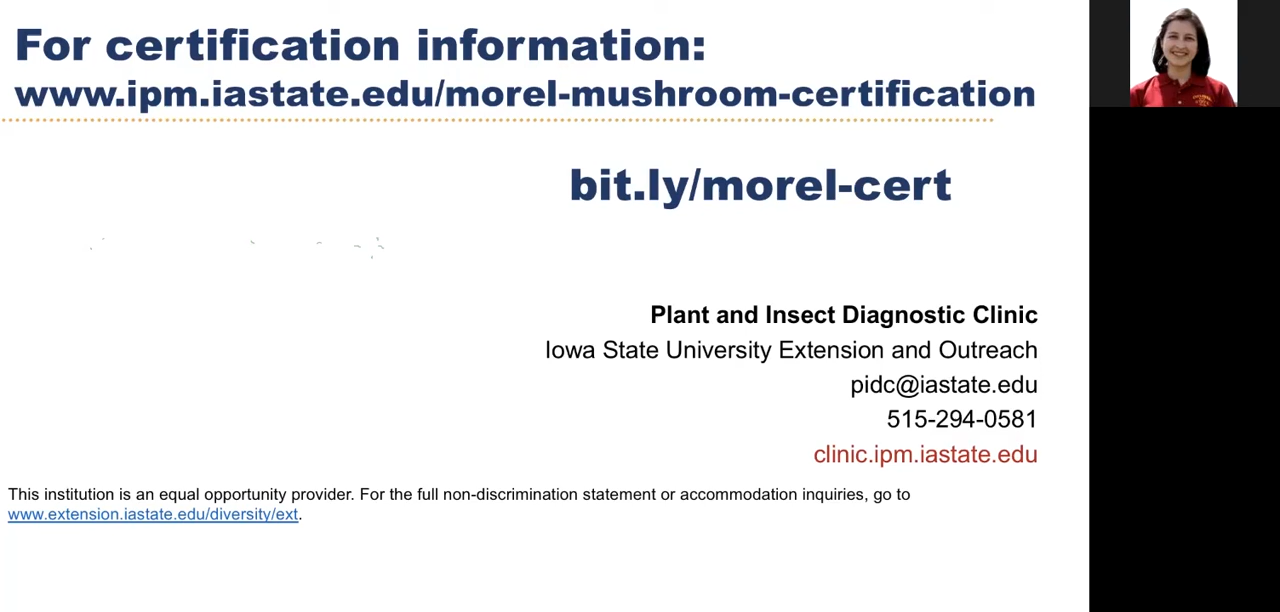 For certification information:
www.ipm.iastate.edu/morel-mushroom-certification
bit.ly/morel-cert
Plant and Insect Diagnostic Clinic
Iowa State University Extension and Outreach
pidc@iastate.edu
515-294-0581
clinic.ipm.iastate.edu
This institution is an equal opportunity provider. For the full non-discrimination statement or accommodation inquiries, go to
www.extension.iastate.edu/diversity/ext.